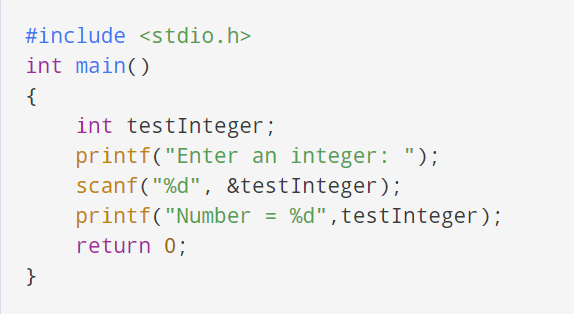 #include <stdio.h>
int main()
{
    int testInteger;
    printf("Enter an integer: ");
    scanf("%d", &testInteger);
    printf("Number = %d",testInteger);
    return 0;
}